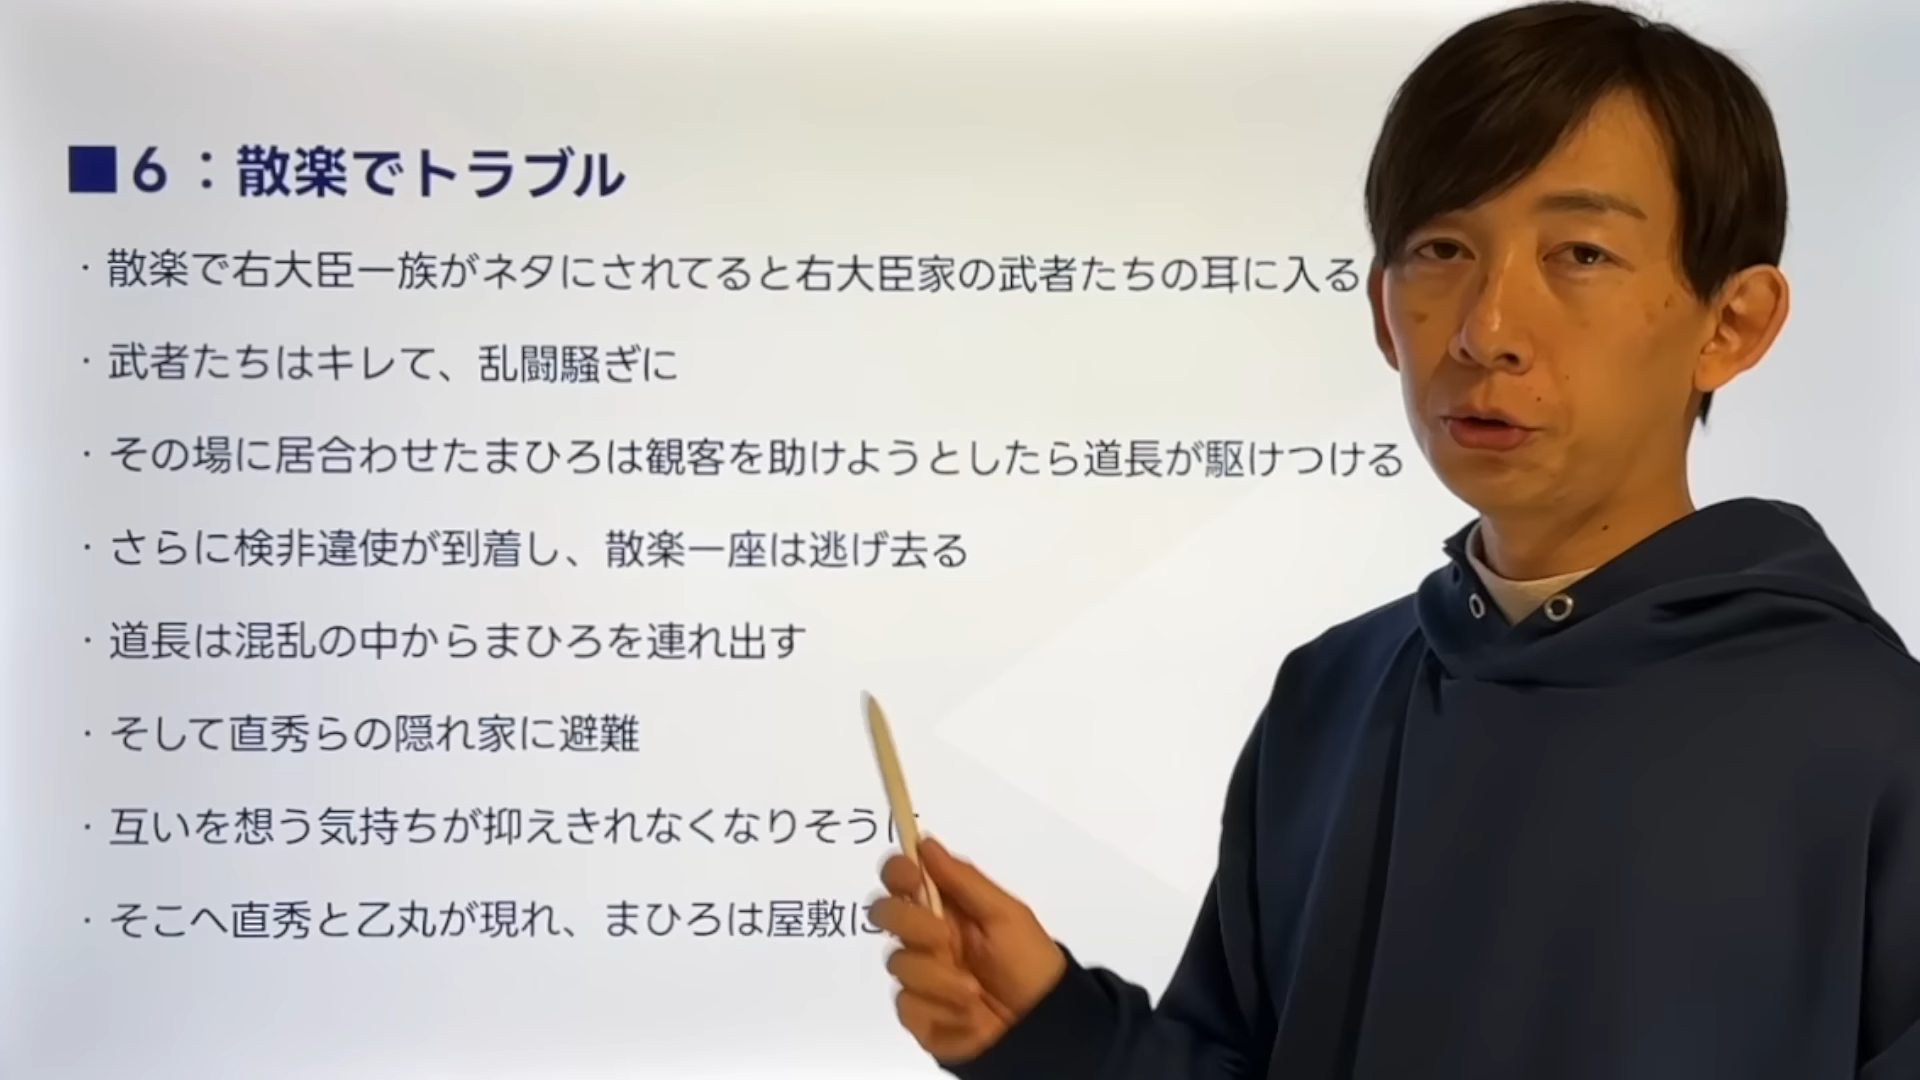 ■6：散楽でトラブル
・散楽で右大臣一族がネタにされてると右大臣家の武者たちの耳に入る
・武者たちはキレて、乱闘騒ぎに
・その場に居合わせたまひろは観客を助けようとしたら道長が駆けつける
・さらに検非違使が到着し、散楽一座は逃げ去る
・道長は混乱の中からまひろを連れ出す
・そして直秀らの隠れ家に避難
・互いを想う気持ちが抑えきれなくなりそうに
・そこへ直秀と乙丸が現れ、まひろは屋敷に